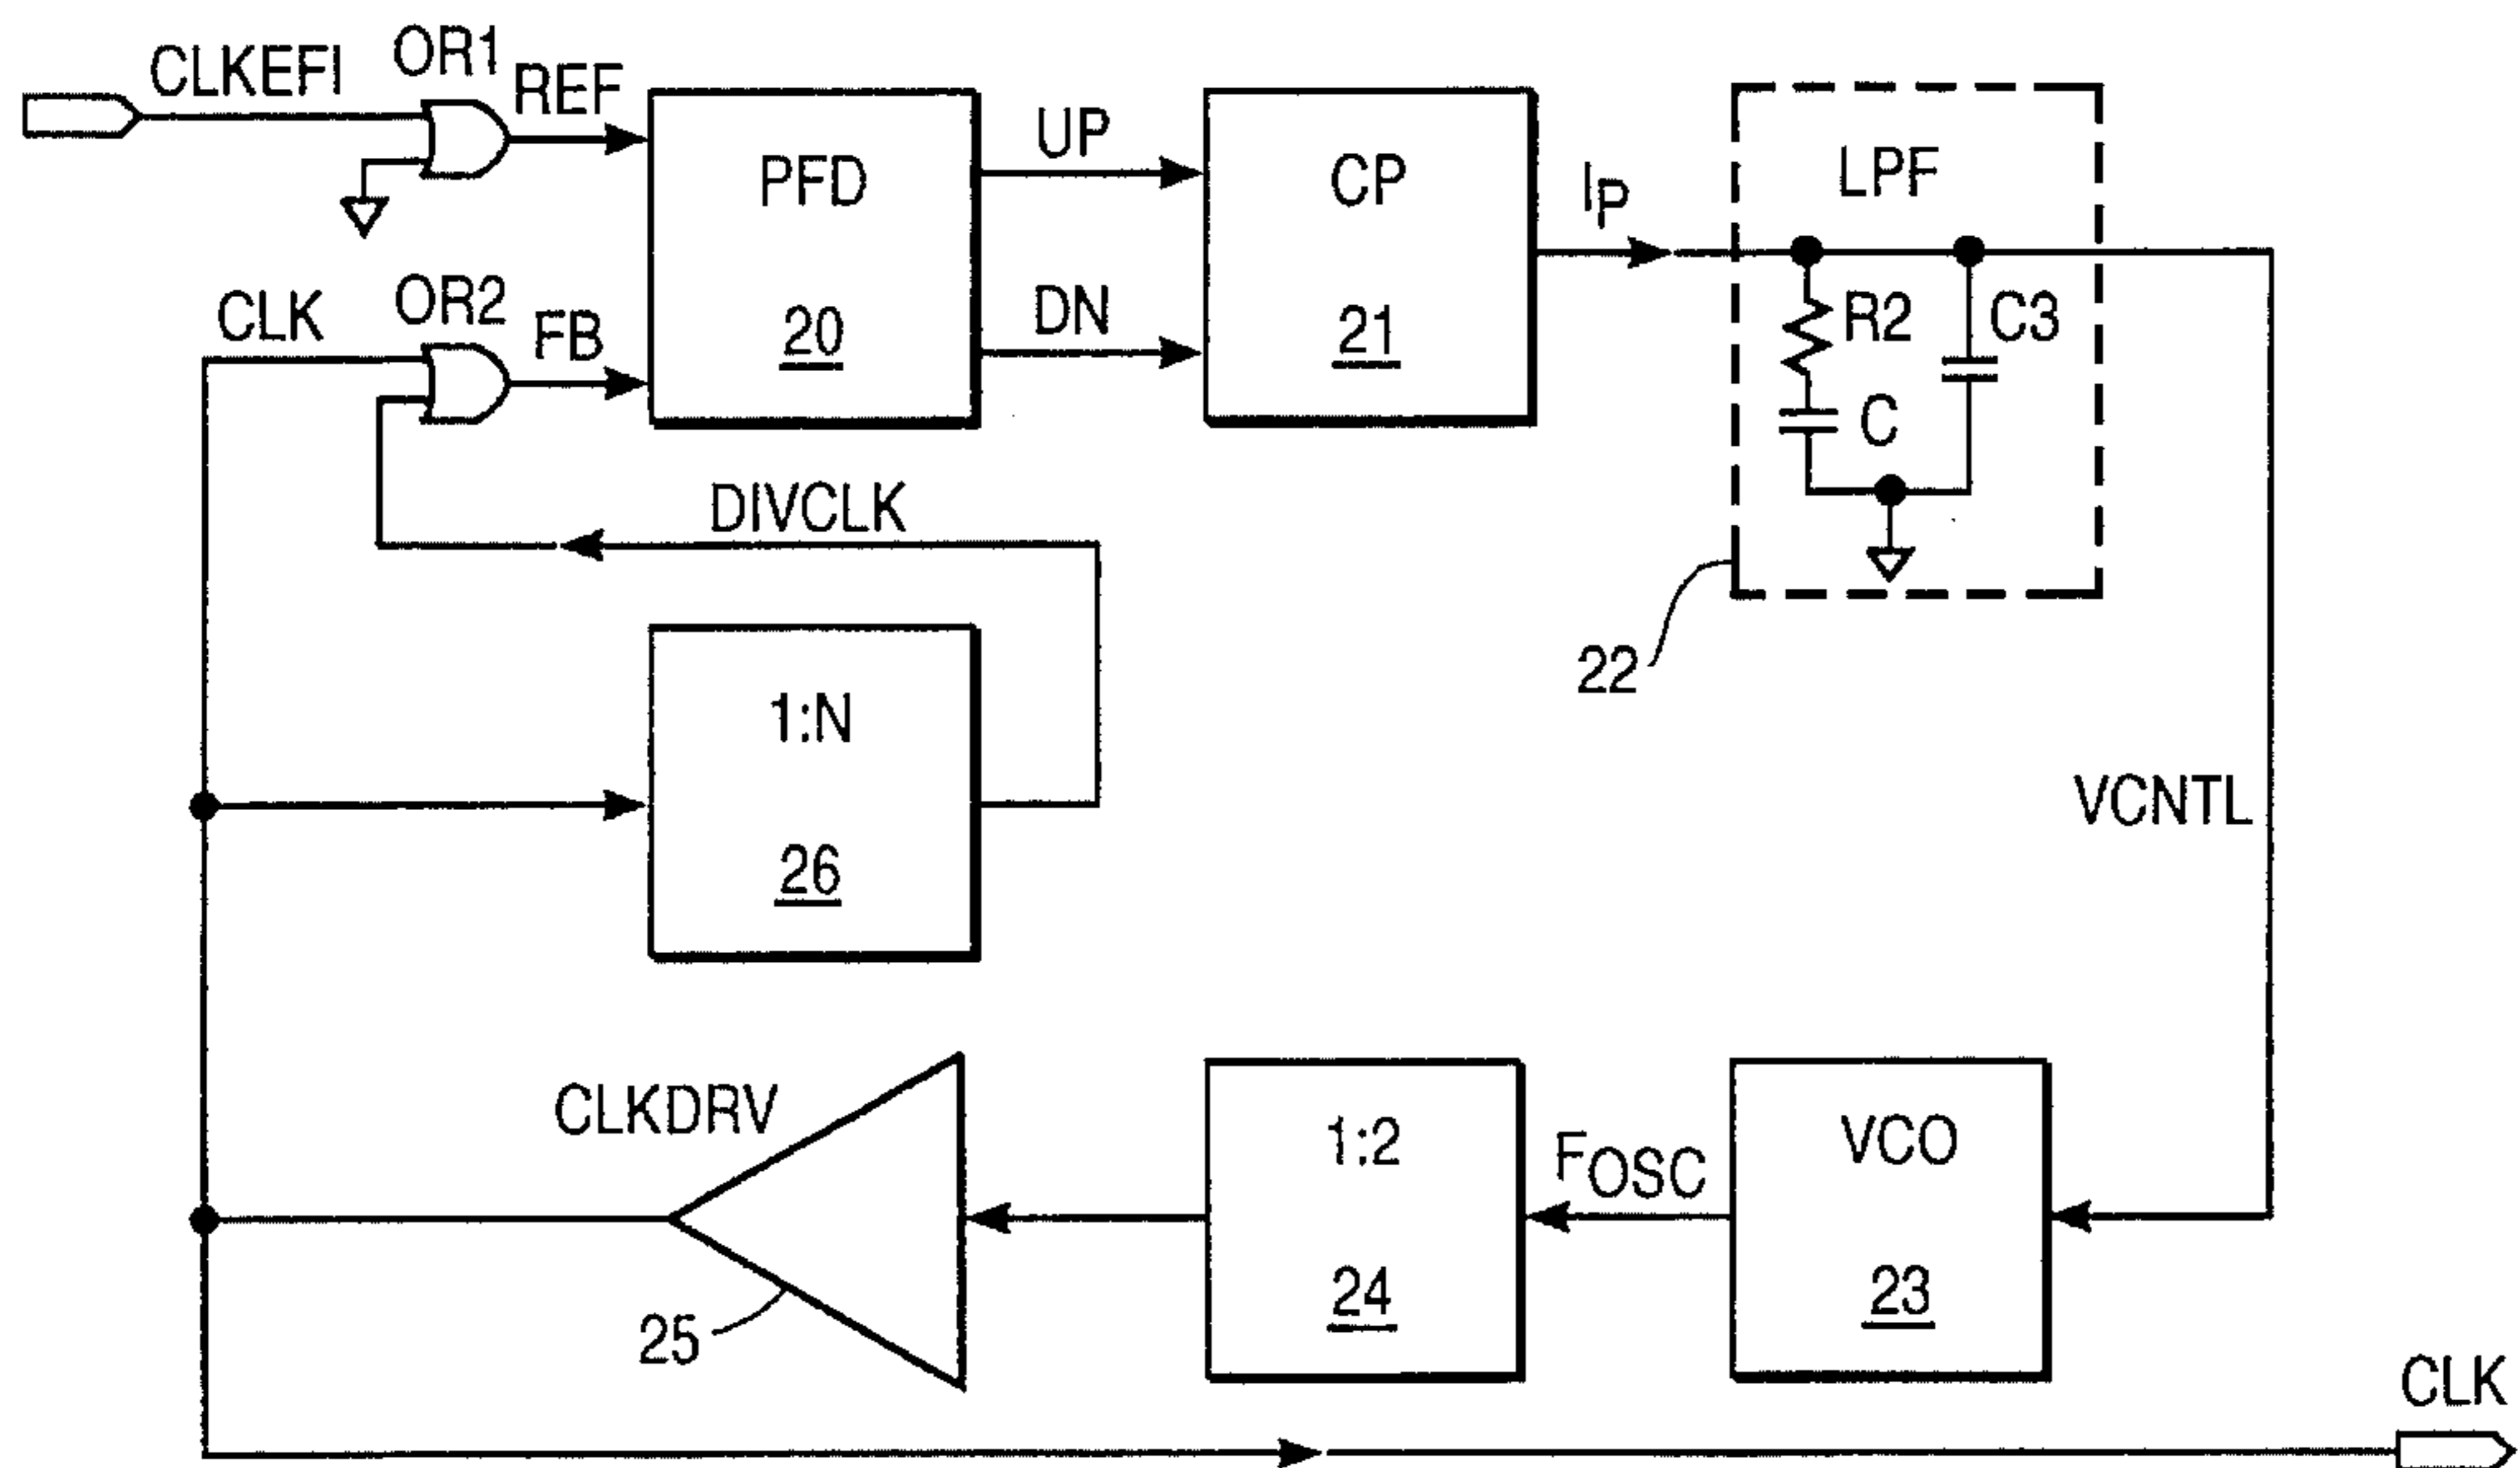 CLKEFI
OR1
REF
PFD
20
UP
DN
CP
21
IP
LPF
R2
C3
C
22
CLK
OR2
FB
DIVCLK
1:N
26
VCNTL
CLKDRV
25
1:2
24
FOSC
VCO
23
CLK